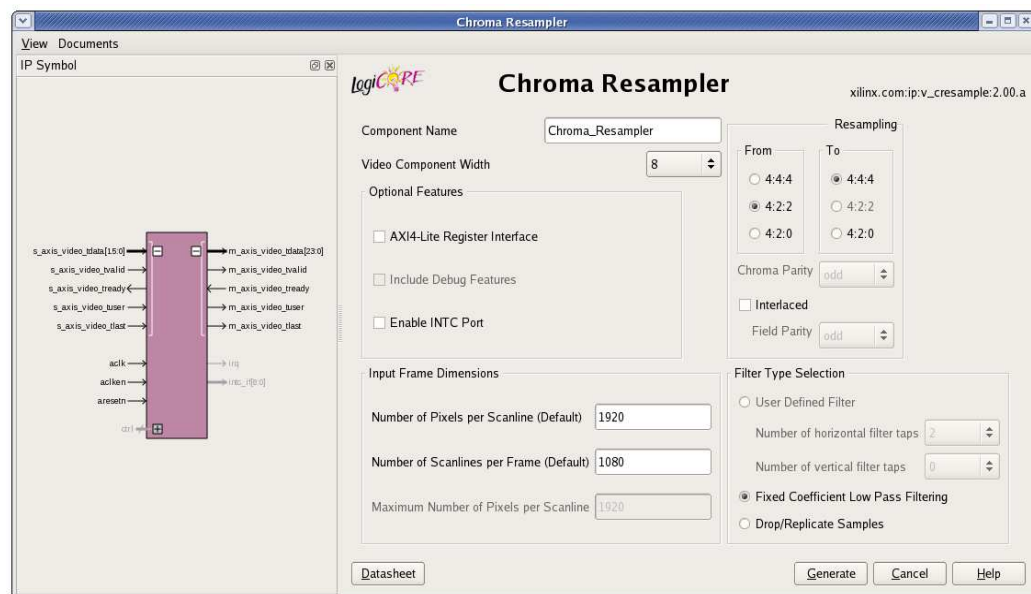 Chroma Resampler
View Documents
IP Symbol
LogiCORE
Chroma Resampler
xilinx.com:ip:v_cresample:2.00.a
Component Name Chroma_Resampler
Video Component Width 8
Optional Features
AXI4-Lite Register Interface
Include Debug Features
Enable INTC Port
Resampling
From To
4:4:4 4:4:4
4:2:2 4:2:2
4:2:0 4:2:0
Chroma Parity odd
Interlaced
Field Parity odd
s_axis_video_tdata[15:0] m_axis_video_tdata[23:0]
s_axis_video_tvalid m_axis_video_tvalid
s_axis_video_tready m_axis_video_tready
s_axis_video_tuser m_axis_video_tuser
s_axis_video_tlast m_axis_video_tlast
aclk irq
aclken intc_if[8:0]
aresetn
ctrl
Input Frame Dimensions
Number of Pixels per Scanline (Default) 1920
Number of Scanlines per Frame (Default) 1080
Maximum Number of Pixels per Scanline 1920
Filter Type Selection
User Defined Filter
Number of horizontal filter taps 2
Number of vertical filter taps 0
Fixed Coefficient Low Pass Filtering
Drop/Replicate Samples
Datasheet Generate Cancel Help